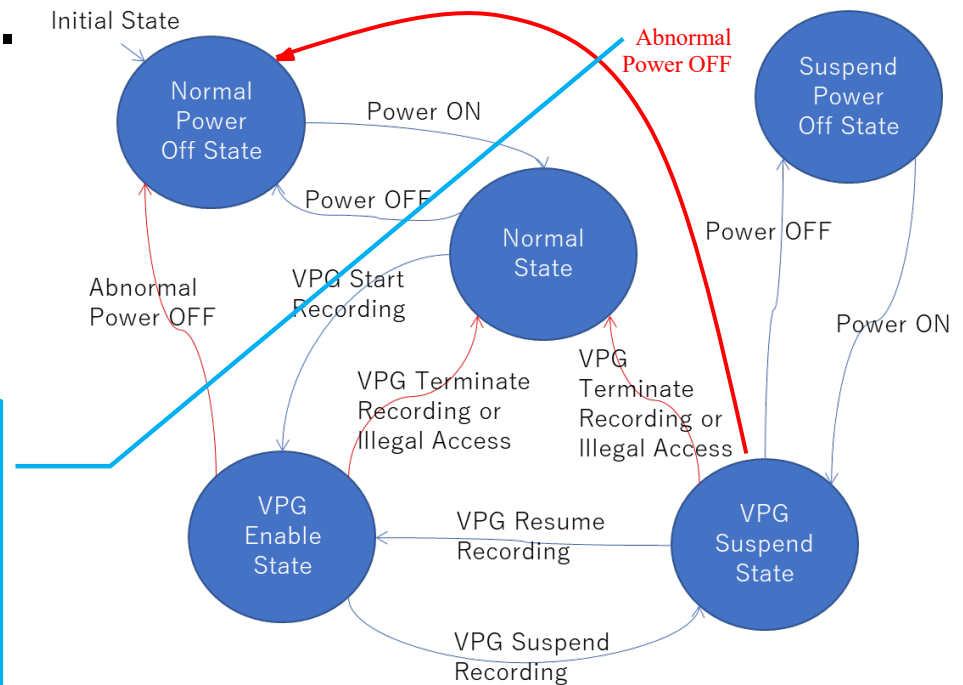 Initial State
Abnormal
Power OFF
Normal
Power
Off State
Suspend
Power
Off State
Power ON
Power OFF
Normal
State
Power OFF
VPG Start
Recording
Abnormal
Power OFF
Power ON
VPG Terminate
Recording or
Illegal Access
VPG
Terminate
Recording or
Illegal Access
VPG
Enable
State
VPG Resume
Recording
VPG
Suspend
State
VPG Suspend
Recording